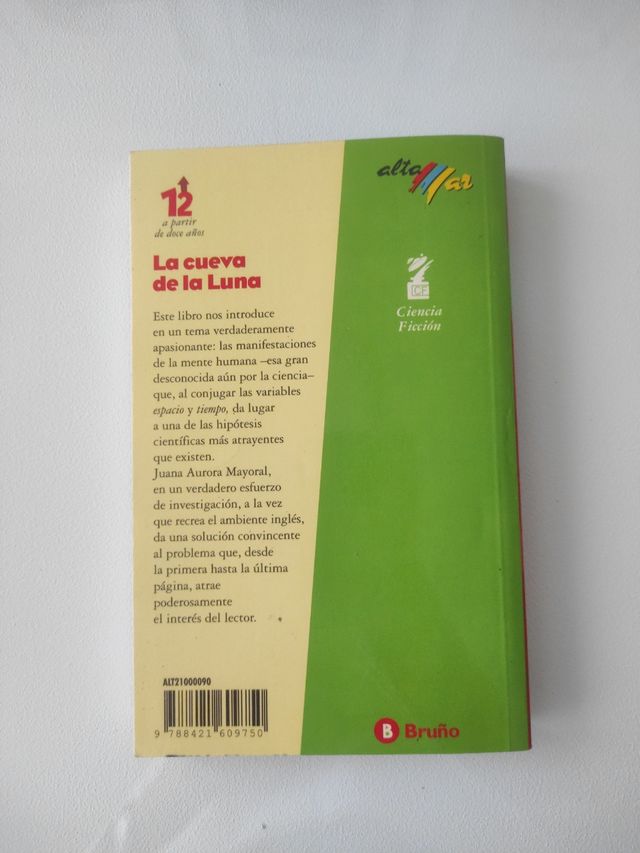 12
a partir
de doce años
La cueva
de la Luna
Este libro nos introduce
en un tema verdaderamente
apasionante: las manifestaciones
de la mente humana –esa gran
desconocida aún por la ciencia–
que, al conjugar las variables
espacio y tiempo, da lugar
a una de las hipótesis
científicas más atrayentes
que existen.
Juana Aurora Mayoral,
en un verdadero esfuerzo
de investigación, a la vez
que recrea el ambiente inglés,
da una solución convincente
al problema que, desde
la primera hasta la última
página, atrae
poderosamente
el interés del lector.
ALT21000090
9 788421 609750
alta
mar
CF
Ciencia
Ficción
B Bruño